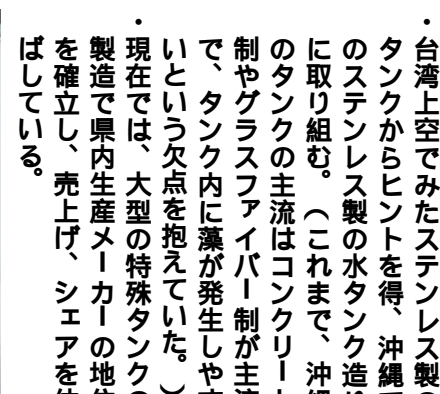 ・台湾上空でみたステンレス製
タンクからヒントを得、沖縄
のステンレス製の水タンク造
に取り組む。（これまで、沖縄
のタンクの主流はコンクリー
制やグラスファイバー制が主流
で、タンク内に藻が発生しや
いという欠点を抱えていた。）
・現在では、大型の特殊タンク
製造で県内生産メーカーの地位
を確立し、売上げ、シェアを
ばしている。